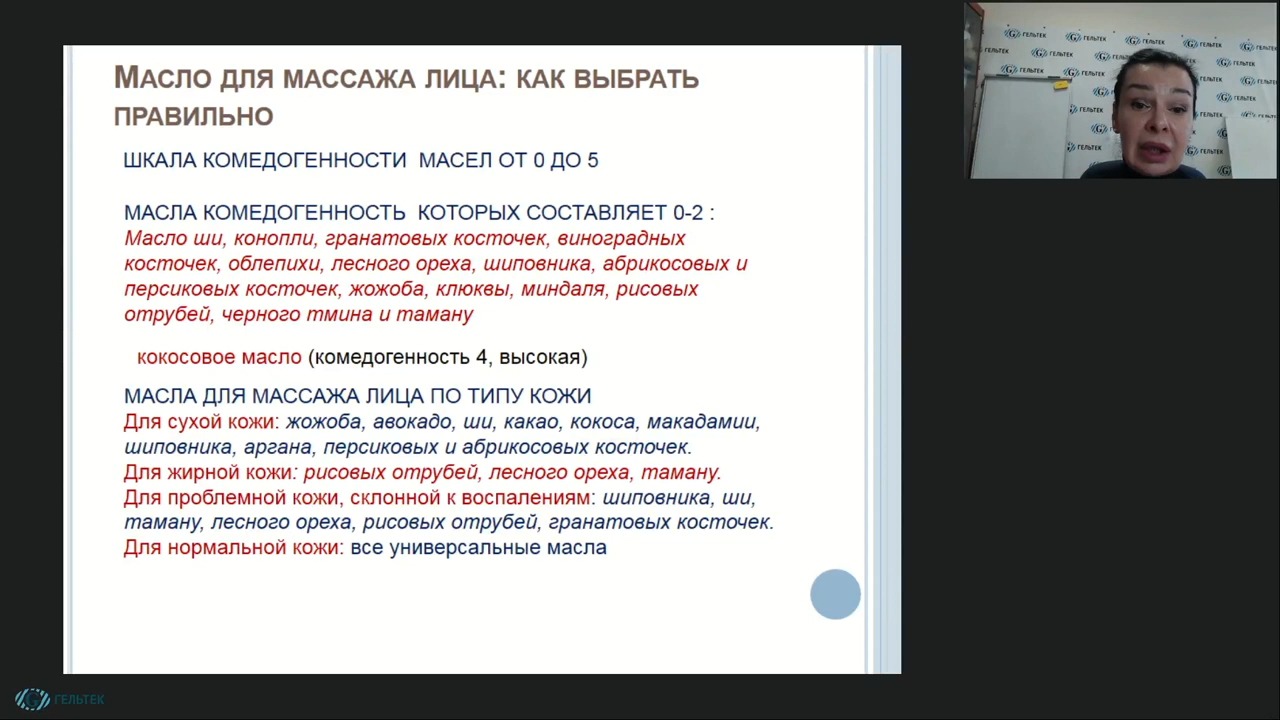 Масло для массажа лица: как выбрать
правильно
ШКАЛА КОМЕДОГЕННОСТИ МАСЕЛ ОТ 0 ДО 5
МАСЛА КОМЕДОГЕННОСТЬ КОТОРЫХ СОСТАВЛЯЕТ 0-2 :
Масло ши, конопли, гранатовых косточек, виноградных
косточек, облепихи, лесного ореха, шиповника, абрикосовых и
персиковых косточек, жожоба, клюквы, миндаля, рисовых
отрубей, черного тмина и таману
кокосовое масло (комедогенность 4, высокая)
МАСЛА ДЛЯ МАССАЖА ЛИЦА ПО ТИПУ КОЖИ
Для сухой кожи: жожоба, авокадо, ши, какао, кокоса, макадамии,
шиповника, аргана, персиковых и абрикосовых косточек.
Для жирной кожи: рисовых отрубей, лесного ореха, таману.
Для проблемной кожи, склонной к воспалениям: шиповника, ши,
таману, лесного ореха, рисовых отрубей, гранатовых косточек.
Для нормальной кожи: все универсальные масла
ГЕЛЬТЕК ГЕЛЬТЕК ГЕЛЬТЕК ГЕЛЬТЕК
ГЕЛЬТЕК